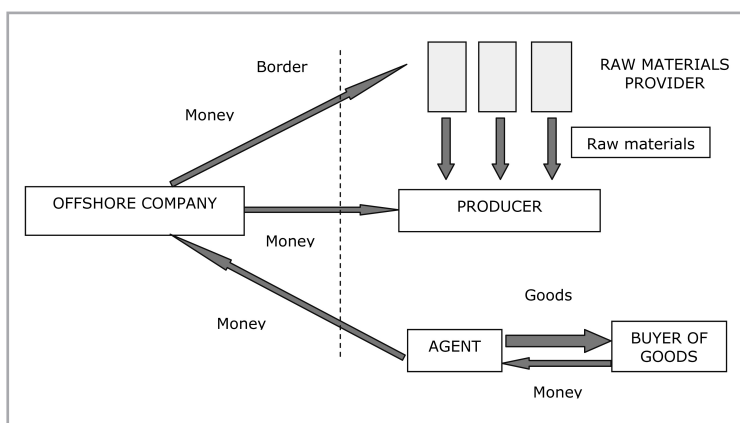 Border
RAW MATERIALS
PROVIDER
Money
Raw materials
OFFSHORE COMPANY
PRODUCER
Money
Goods
Money
AGENT
BUYER OF
GOODS
Money